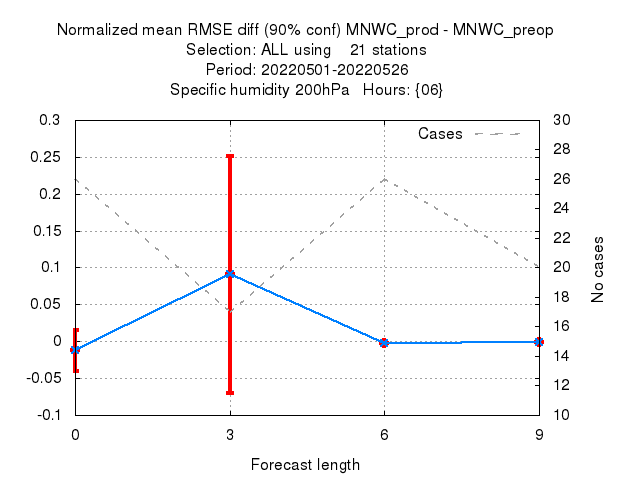 Normalized mean RMSE diff (90% conf) MNWC_prod - MNWC_preop
Selection: ALL using 21 stations
Period: 20220501-20220526
Specific humidity 200hPa Hours: {06}
Cases
0.3
0.25
0.2
0.15
0.1
0.05
0
-0.05
-0.1
30
28
26
24
22
20
18
16
14
12
10
No cases
0 3 6 9
Forecast length